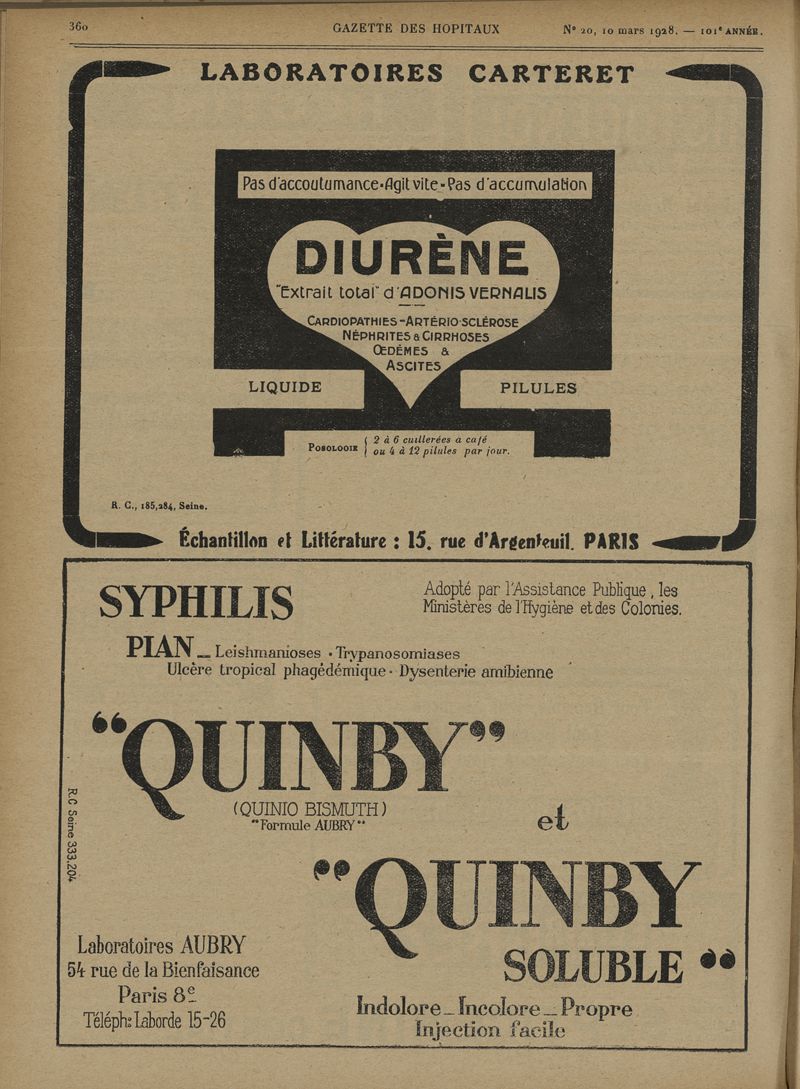 360
GAZETTE DES HOPITAUX
N° 20, 10 mars 1928. — 101e ANNÉE.
LABORATOIRES CARTERET
Pas d'accoutumance - Agit vite - Pas d'accumulation
DIURÈNE
"Extrait total" d'ADONIS VERNALIS
CARDIOPATHIES - ARTÉRIO-SCLÉROSE
NÉPHRITES & CIRRHOSES
ŒDÉMES &
ASCITES
LIQUIDE
PILULES
POSOLOGIE
2 à 6 cuillerées à café
ou 4 à 12 pilules par jour.
R. C., 185,284, Seine.
Échantillon et Littérature : 15, rue d'Argenteuil. PARIS
SYPHILIS
Adopté par l'Assistance Publique, les
Ministères de l'Hygiène et des Colonies.
PIAN — Leishmanioses · Trypanosomiases
Ulcère tropical phagédémique · Dysenterie amibienne
"QUINBY"
(QUINIO BISMUTH)
"Formule AUBRY"
et
R.C Seine 333.204
"QUINBY
SOLUBLE"
Laboratoires AUBRY
54 rue de la Bienfaisance
Paris 8e
Téléph: Laborde 15-26
Indolore — Incolore — Propre
Injection facile